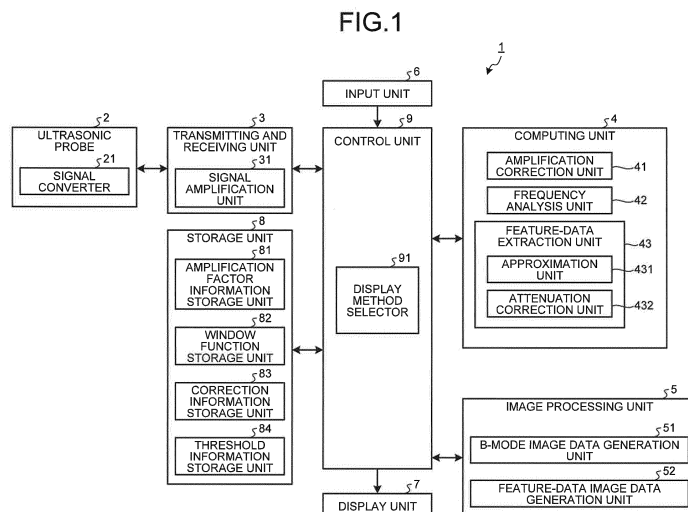 FIG.1
1
6
INPUT UNIT
2
ULTRASONIC
PROBE
21
SIGNAL
CONVERTER
3
TRANSMITTING AND
RECEIVING UNIT
31
SIGNAL
AMPLIFICATION
UNIT
9
CONTROL UNIT
91
DISPLAY
METHOD
SELECTOR
4
COMPUTING UNIT
AMPLIFICATION
CORRECTION UNIT
41
FREQUENCY
ANALYSIS UNIT
42
FEATURE-DATA
EXTRACTION UNIT
43
APPROXIMATION
UNIT
431
ATTENUATION
CORRECTION UNIT
432
8
STORAGE UNIT
81
AMPLIFICATION
FACTOR
INFORMATION
STORAGE UNIT
82
WINDOW
FUNCTION
STORAGE UNIT
83
CORRECTION
INFORMATION
STORAGE UNIT
84
THRESHOLD
INFORMATION
STORAGE UNIT
5
IMAGE PROCESSING UNIT
51
B-MODE IMAGE DATA GENERATION
UNIT
52
FEATURE-DATA IMAGE DATA
GENERATION UNIT
7
DISPLAY UNIT